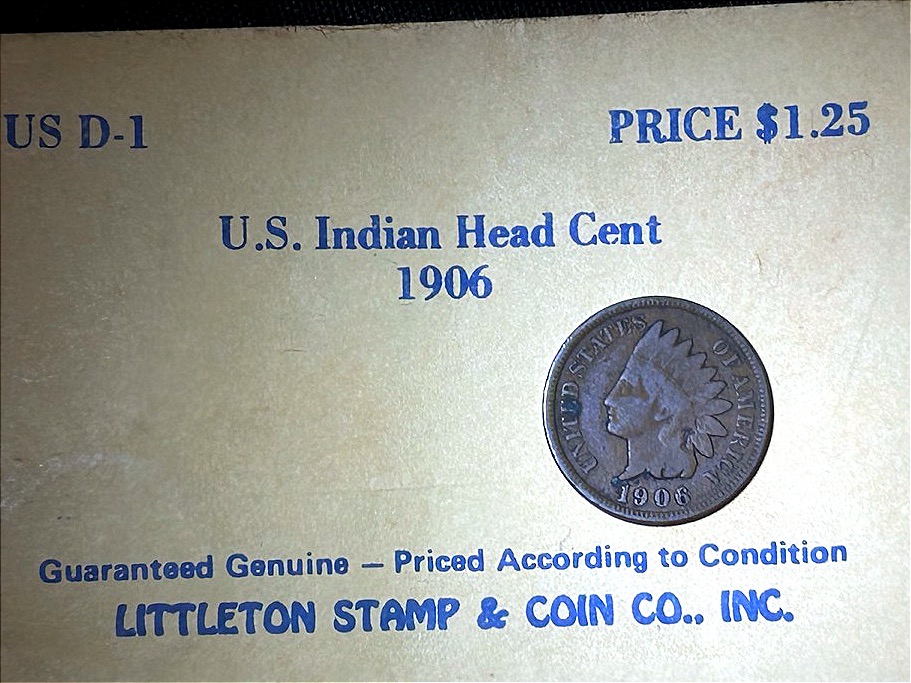 US D-1
PRICE $1.25
U.S. Indian Head Cent
1906
UNITED STATES OF AMERICA
1906
Guaranteed Genuine — Priced According to Condition
LITTLETON STAMP & COIN CO., INC.